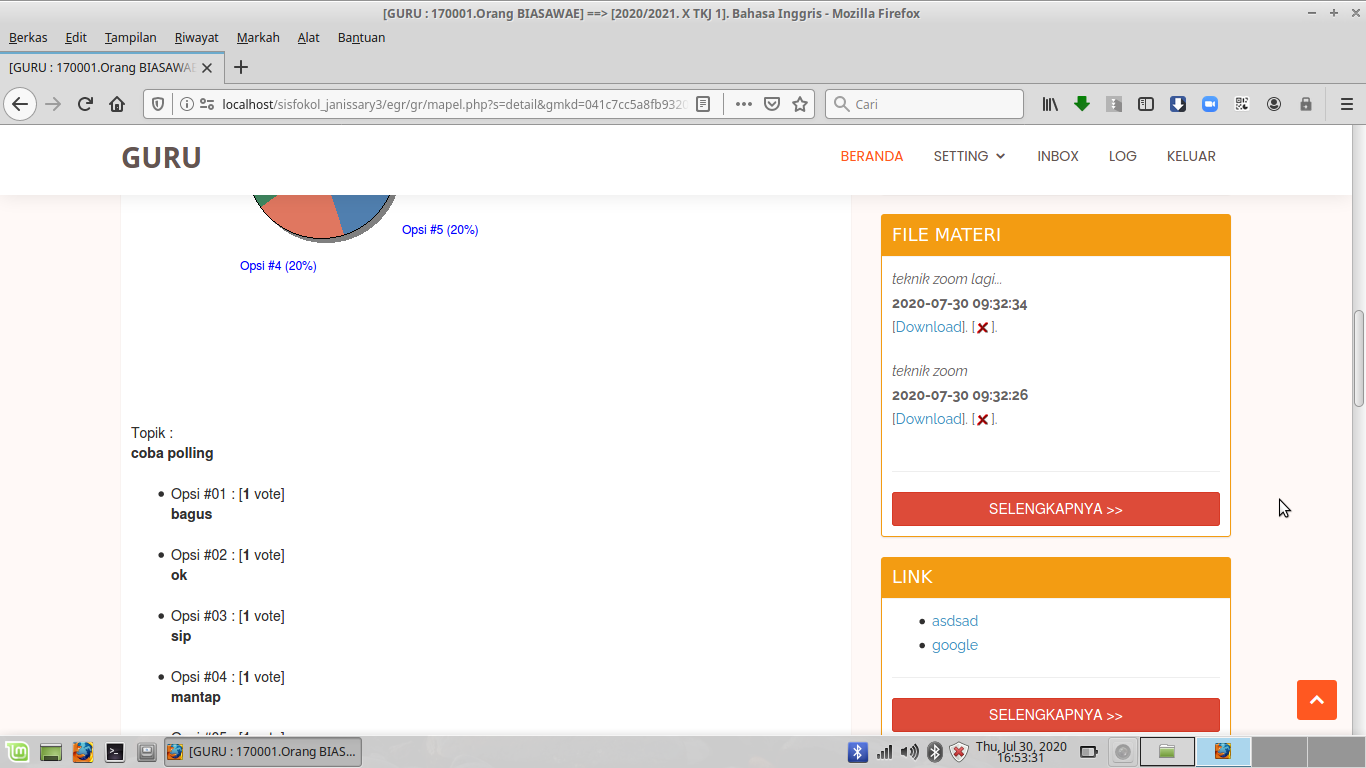 [GURU : 170001.Orang BIASAWAE] ==> [2020/2021. X TKJ 1]. Bahasa Inggris - Mozilla Firefox
Berkas Edit Tampilan Riwayat Markah Alat Bantuan
[GURU : 170001.Orang BIASAWAE
localhost/sisfokol_janissary3/egr/gr/mapel.php?s=detail&gmkd=041c7cc5a8fb932
Cari
GURU
BERANDA SETTING INBOX LOG KELUAR
Opsi #5 (20%)
Opsi #4 (20%)
Topik :
coba polling
Opsi #01 : [1 vote]
bagus
Opsi #02 : [1 vote]
ok
Opsi #03 : [1 vote]
sip
Opsi #04 : [1 vote]
mantap
FILE MATERI
teknik zoom lagi...
2020-07-30 09:32:34
[Download]. [ ].
teknik zoom
2020-07-30 09:32:26
[Download]. [ ].
SELENGKAPNYA >>
LINK
asdsad
google
SELENGKAPNYA >>
[GURU : 170001.Orang BIAS...
Thu, Jul 30, 2020
16:53:31